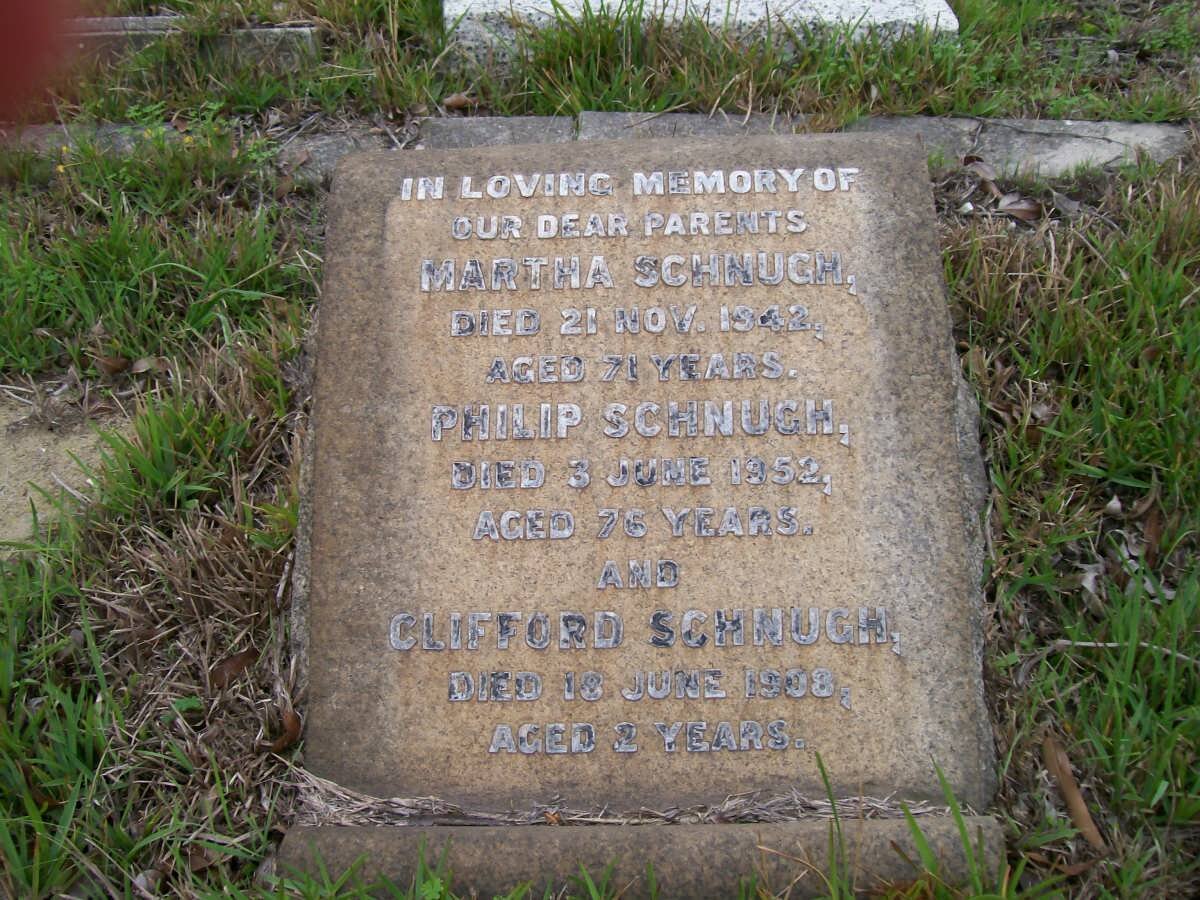 IN LOVING MEMORY OF
OUR DEAR PARENTS
MARTHA SCHNUGH,
DIED 21 NOV. 1942,
AGED 71 YEARS.
PHILIP SCHNUGH,
DIED 3 JUNE 1952,
AGED 76 YEARS.
AND
CLIFFORD SCHNUGH,
DIED 18 JUNE 1908,
AGED 2 YEARS.